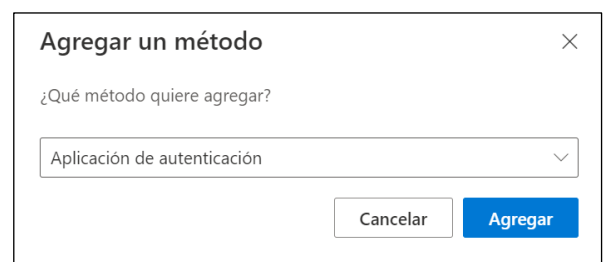 Agregar un método
¿Qué método quiere agregar?
Aplicación de autenticación
Cancelar Agregar